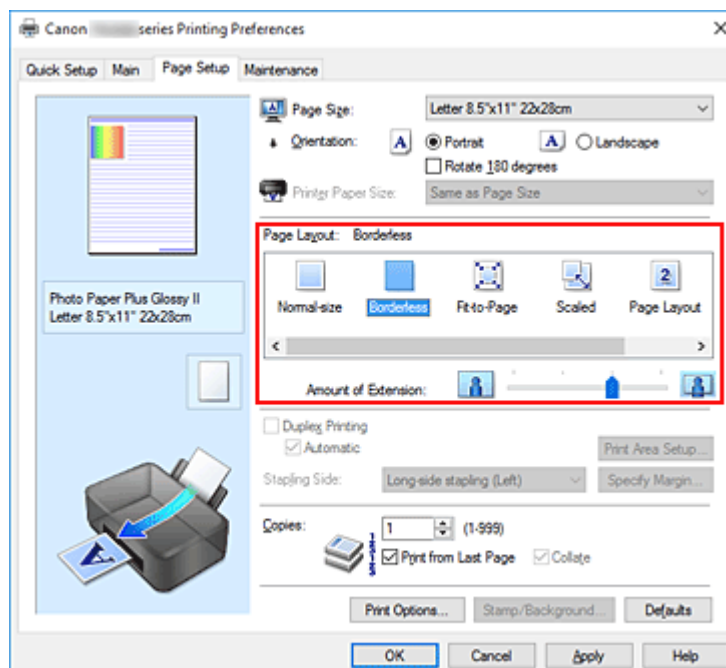 Canon series Printing Preferences
Quick Setup Main Page Setup Maintenance
Page Size: Letter 8.5"x11" 22x28cm
Orientation: A Portrait A Landscape
Rotate 180 degrees
Printer Paper Size: Same as Page Size
Page Layout: Borderless
Normal-size Borderless Fit-to-Page Scaled 2 Page Layout
Photo Paper Plus Glossy II
Letter 8.5"x11" 22x28cm
Amount of Extension:
Duplex Printing
Automatic Print Area Setup...
Stapling Side: Long-side stapling (Left) Specify Margin...
Copies: 1 (1-999)
Print from Last Page Collate
Print Options... Stamp/Background... Defaults
OK Cancel Apply Help